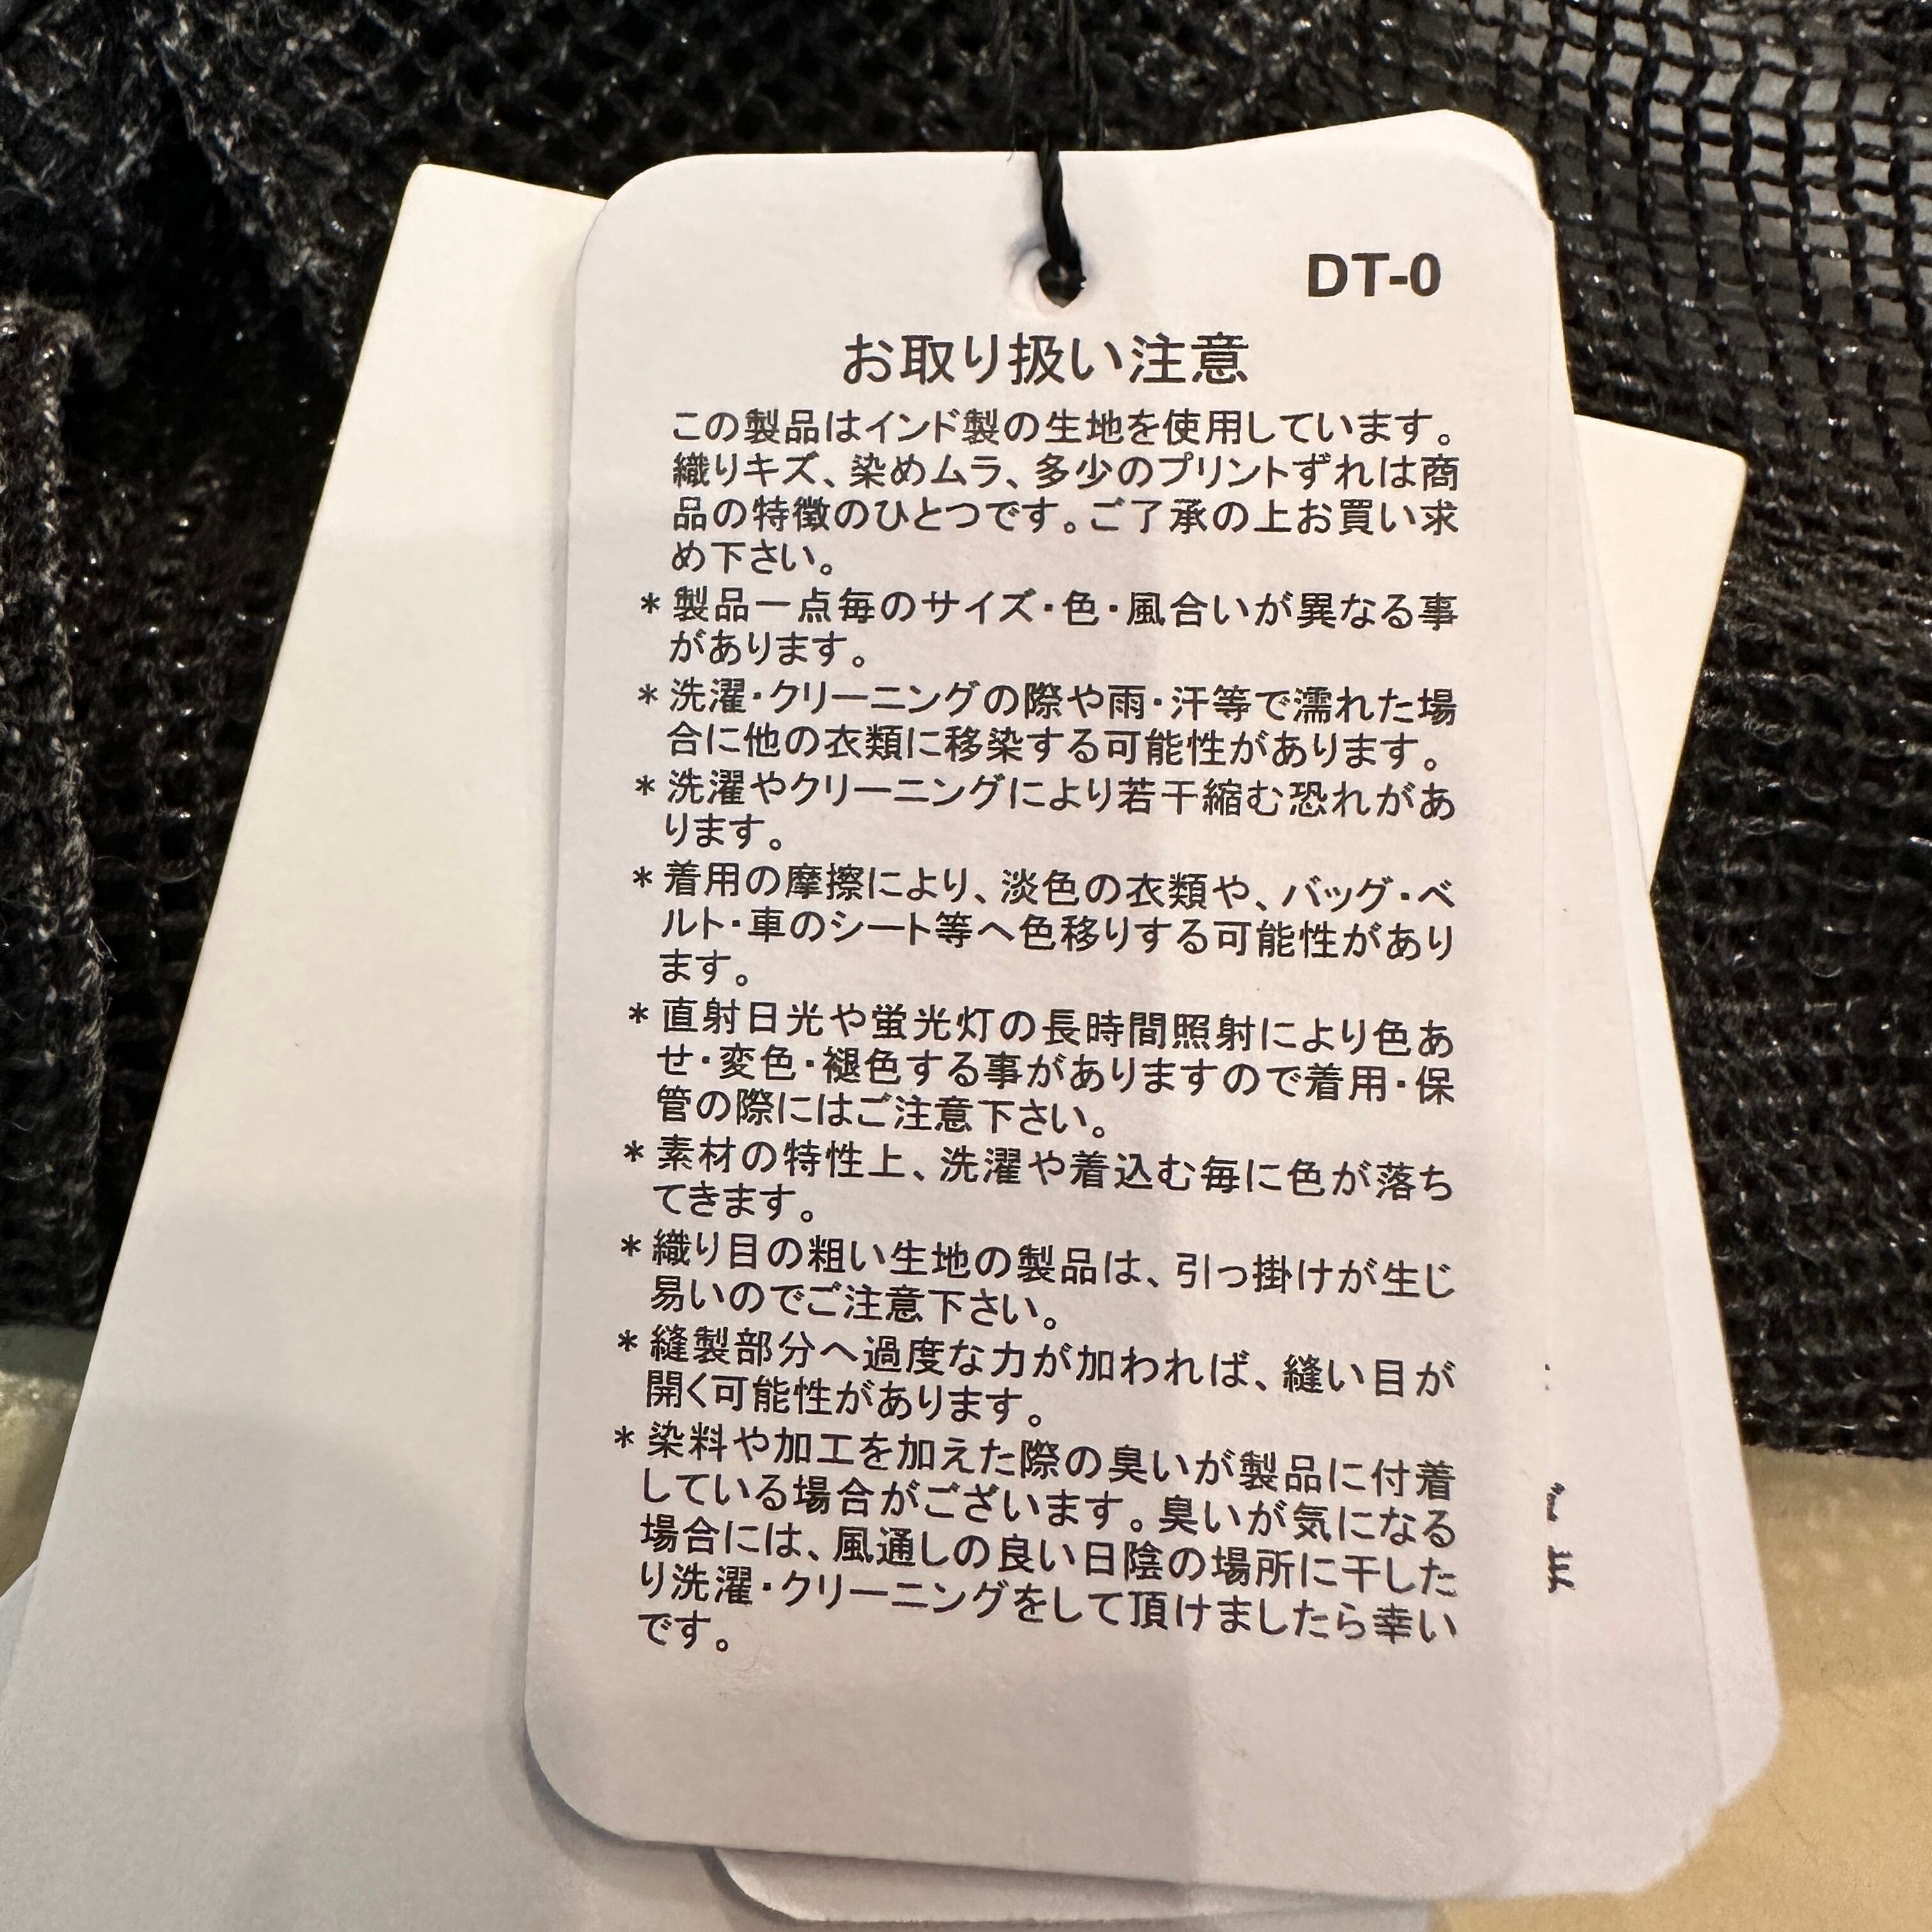 DT-0
お取り扱い注意
この製品はインド製の生地を使用しています。
織りキズ、染めムラ、多少のプリントずれは商
品の特徴のひとつです。ご了承の上お買い求
め下さい。
* 製品一点毎のサイズ・色・風合いが異なる事
があります。
* 洗濯・クリーニングの際や雨・汗等で濡れた場
合に他の衣類に移染する可能性があります。
* 洗濯やクリーニングにより若干縮む恐れがあ
ります。
* 着用の摩擦により、淡色の衣類や、バッグ・ベ
ルト・車のシート等へ色移りする可能性があり
ます。
* 直射日光や蛍光灯の長時間照射により色あ
せ・変色・褪色する事がありますので着用・保
管の際にはご注意下さい。
* 素材の特性上、洗濯や着込む毎に色が落ち
てきます。
* 織り目の粗い生地の製品は、引っ掛けが生じ
易いのでご注意下さい。
* 縫製部分へ過度な力が加われば、縫い目が
開く可能性があります。
* 染料や加工を加えた際の臭いが製品に付着
している場合がございます。臭いが気になる
場合には、風通しの良い日陰の場所に干した
り洗濯・クリーニングをして頂けましたら幸い
です。